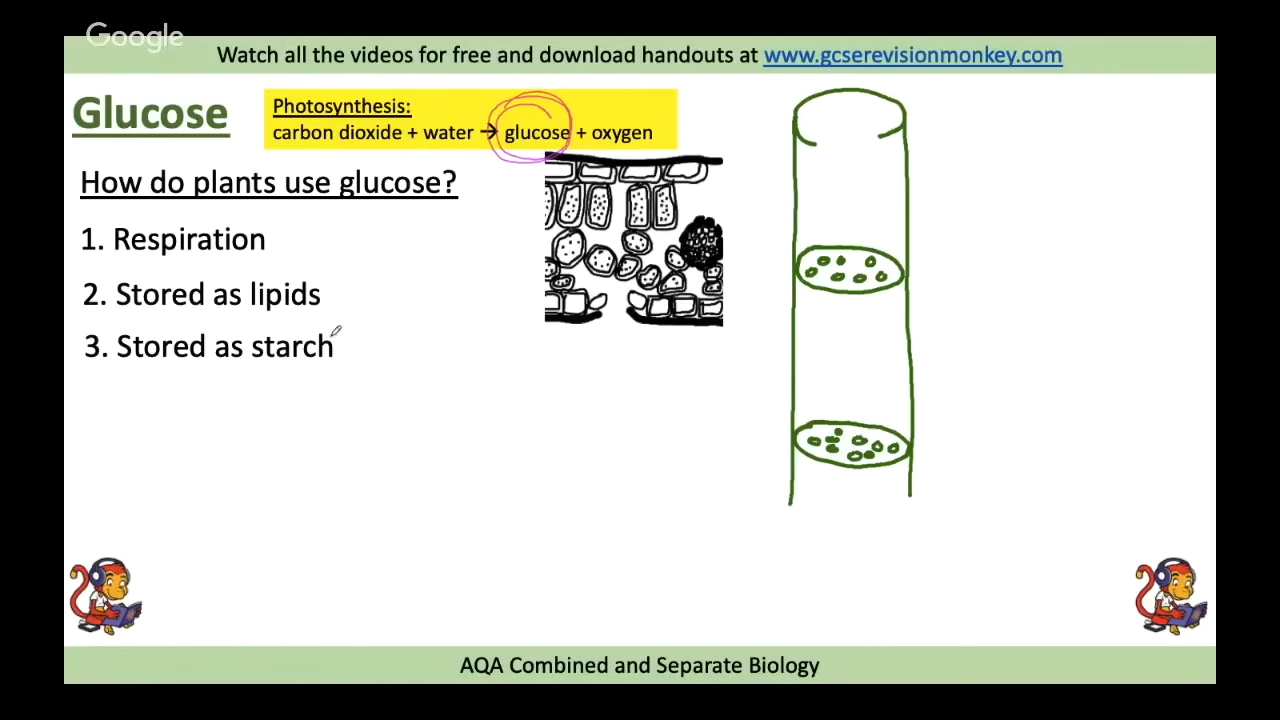 Google
Watch all the videos for free and download handouts at www.gcserevisionmonkey.com
Glucose
Photosynthesis:
carbon dioxide + water → glucose + oxygen
How do plants use glucose?
1. Respiration
2. Stored as lipids
3. Stored as starch
AQA Combined and Separate Biology